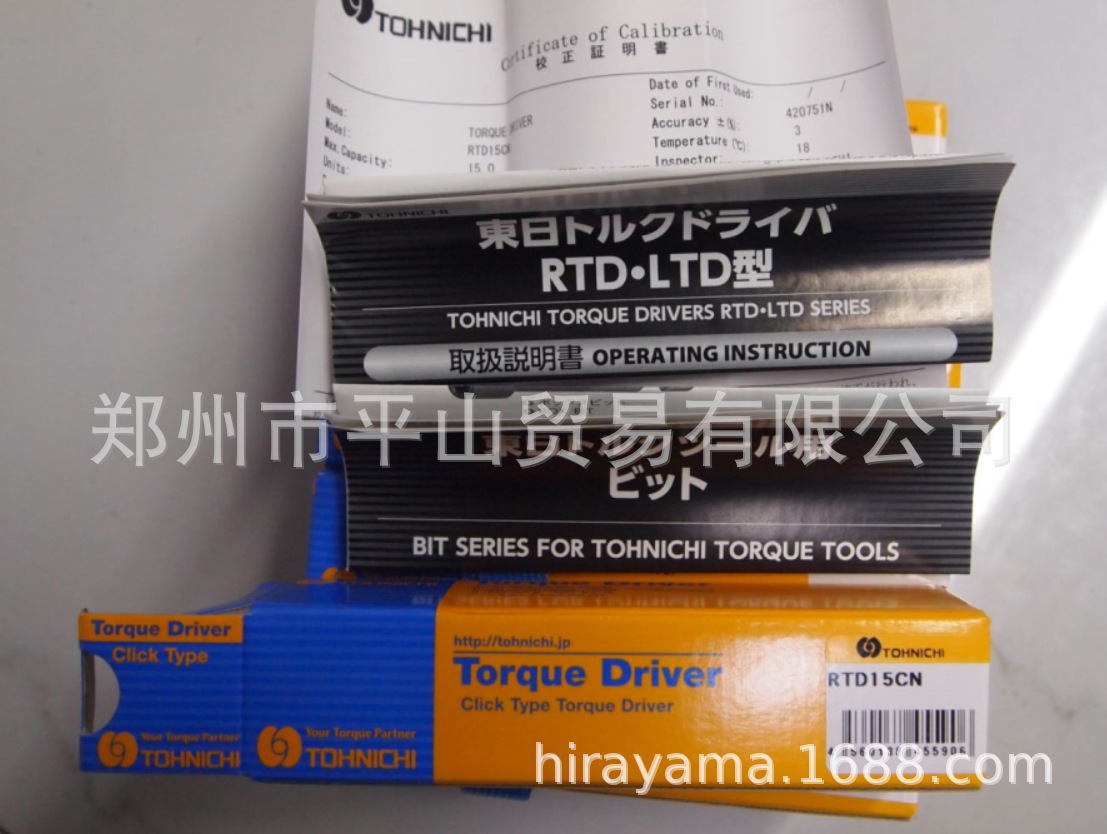 TOHNICHI
Certificate of Calibration
校正証明書
Name:
Model:
Max.Capacity:
Units:
TORQUE DRIVER
15.0
Date of First Used: / /
Serial No.: 420751N
Accuracy ±(%): 3
Temperature (℃): 18
Inspector:
TOHNICHI
東日トルクドライバ
RTD・LTD型
TOHNICHI TORQUE DRIVERS RTD・LTD SERIES
取扱説明書 OPERATING INSTRUCTION
郑州市平山贸易有限公司
ビット
BIT SERIES FOR TOHNICHI TORQUE TOOLS
Torque Driver
Click Type
Your Torque Partner
TOHNICHI
Your Torque Partner
TOHNICHI
http://tohnichi.jp
Torque Driver
Click Type Torque Driver
TOHNICHI
RTD15CN
hirayama.1688.com